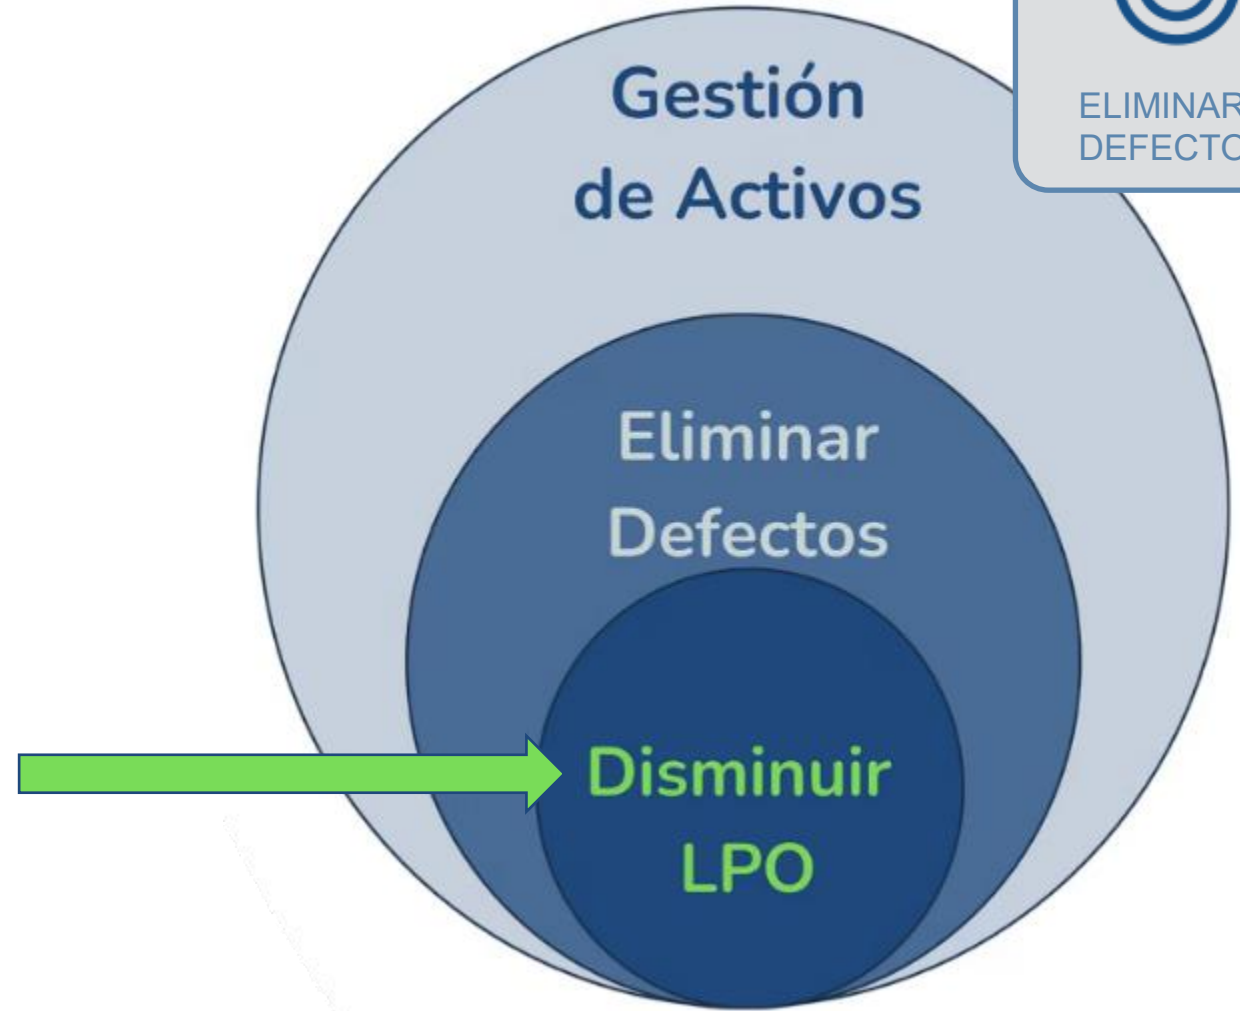 Gestión
de Activos
ELIMINAR
DEFECTO
Eliminar
Defectos
Disminuir
LPO